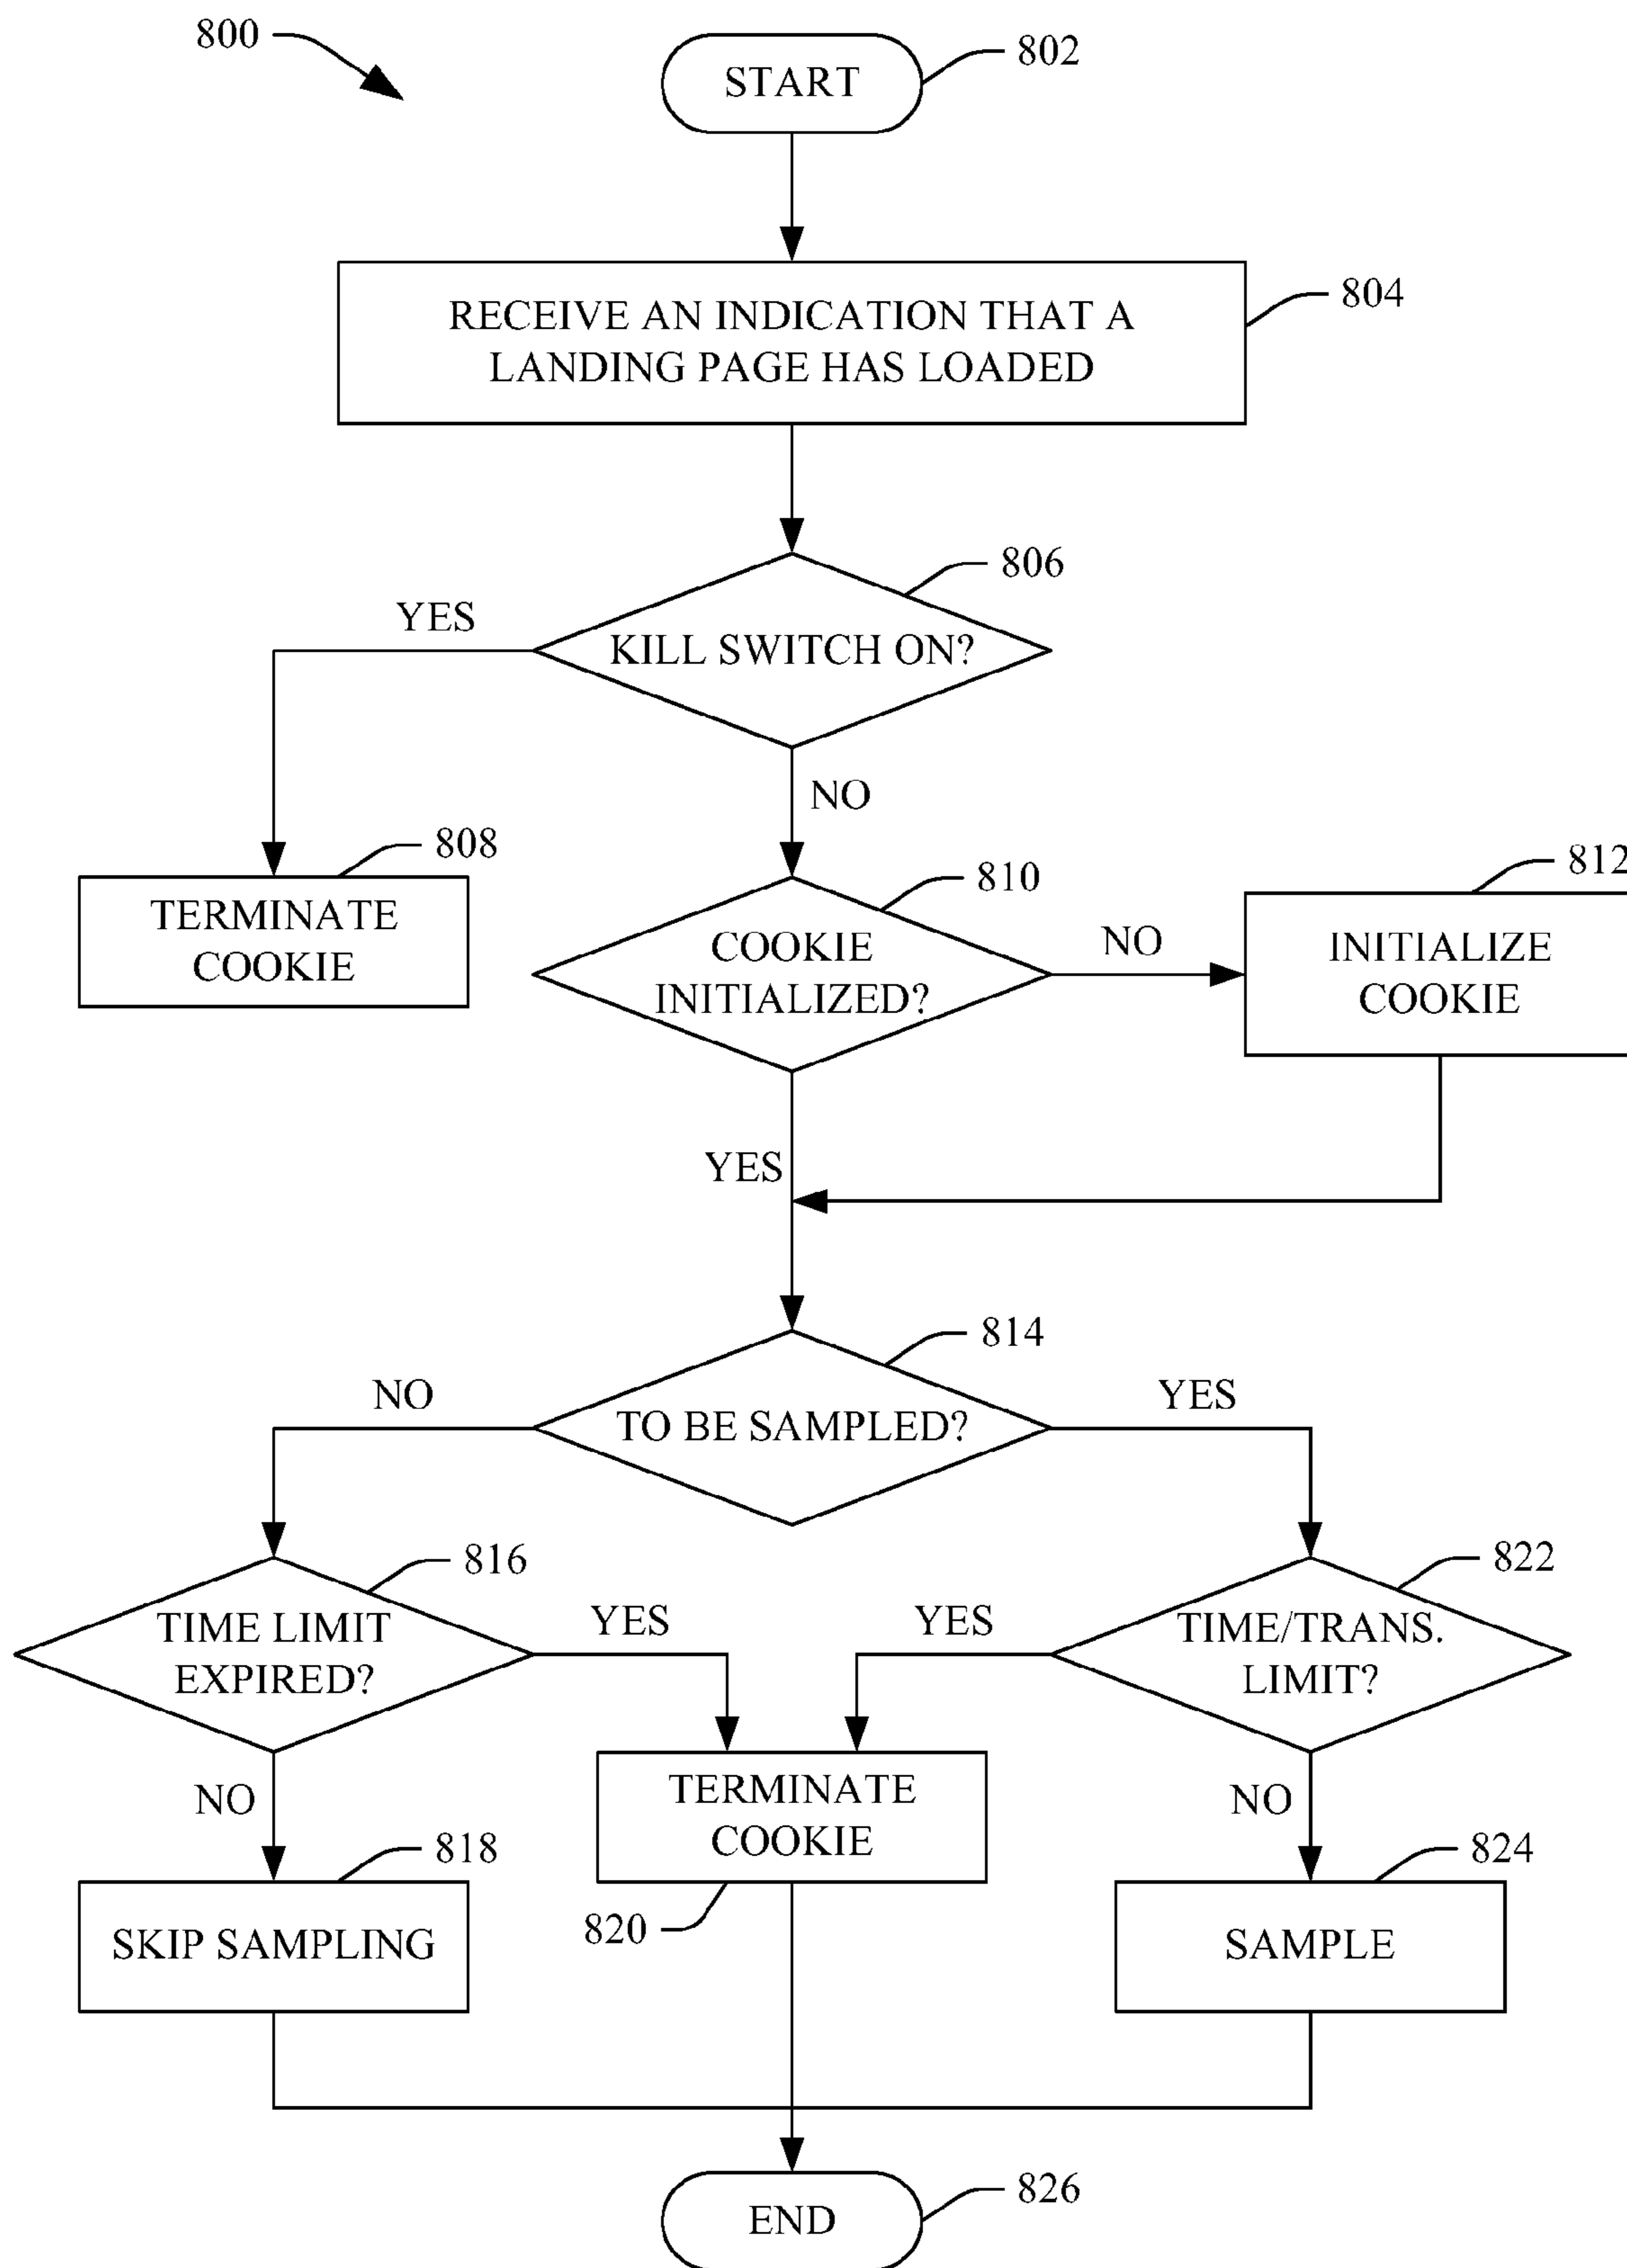 800
START
802
RECEIVE AN INDICATION THAT A
LANDING PAGE HAS LOADED
804
806
YES
KILL SWITCH ON?
NO
808
TERMINATE
COOKIE
810
COOKIE
INITIALIZED?
NO
812
INITIALIZE
COOKIE
YES
814
NO
TO BE SAMPLED?
YES
816
TIME LIMIT
EXPIRED?
YES
822
YES
TIME/TRANS.
LIMIT?
NO
TERMINATE
COOKIE
820
NO
818
SKIP SAMPLING
824
SAMPLE
END
826